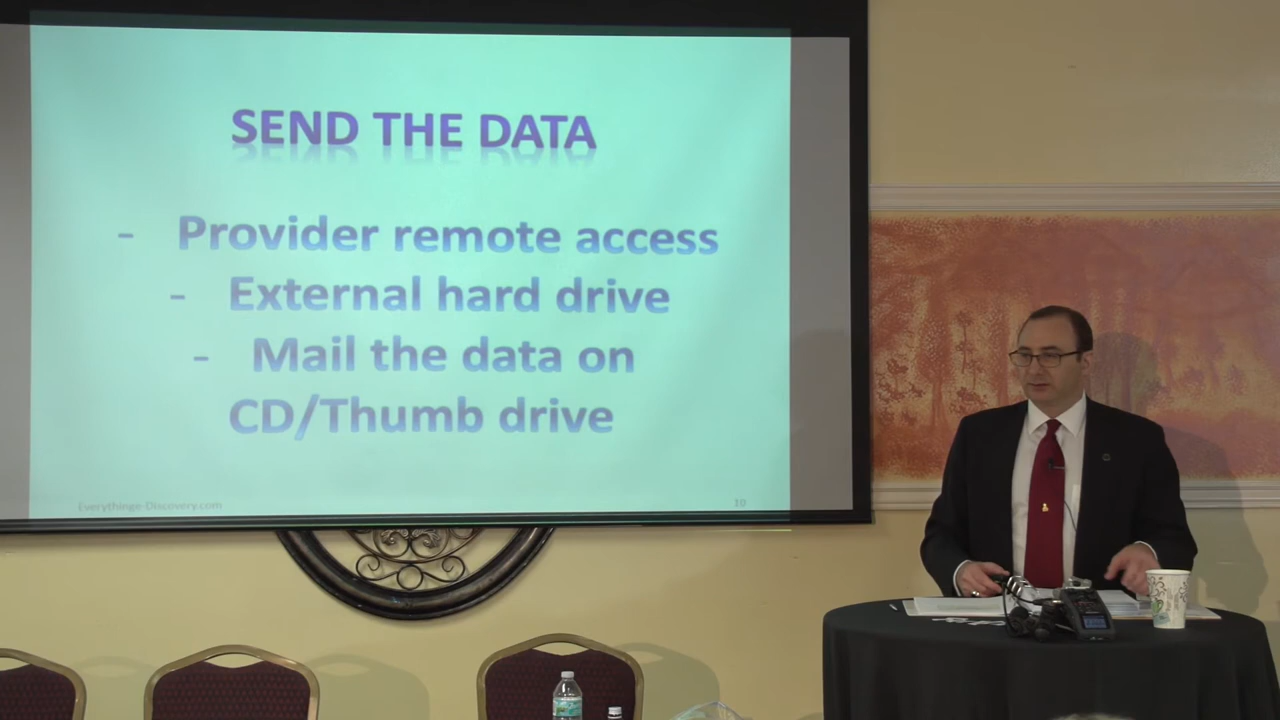 SEND THE DATA
- Provider remote access
- External hard drive
- Mail the data on
CD/Thumb drive
Everythinge-Discovery.com
10